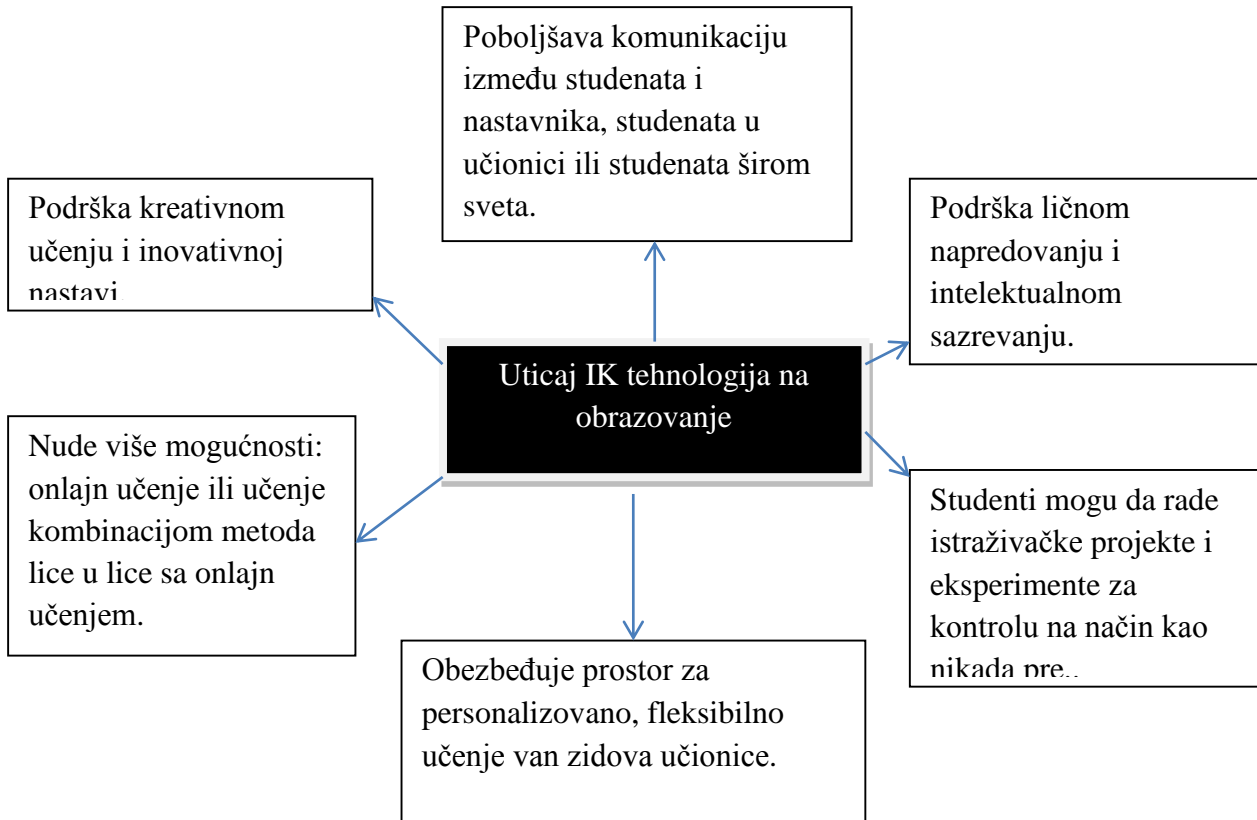 Poboljšava komunikaciju
između studenata i
nastavnika, studenata u
učionici ili studenata širom
sveta.
Podrška kreativnom
učenju i inovativnoj
nastavi.
Podrška ličnom
napredovanju i
intelektualnom
sazrevanju.
Uticaj IK tehnologija na
obrazovanje
Nude više mogućnosti:
onlajn učenje ili učenje
kombinacijom metoda
lice u lice sa onlajn
učenjem.
Studenti mogu da rade
istraživačke projekte i
eksperimente za
kontrolu na način kao
nikada pre..
Obezbeđuje prostor za
personalizovano, fleksibilno
učenje van zidova učionice.